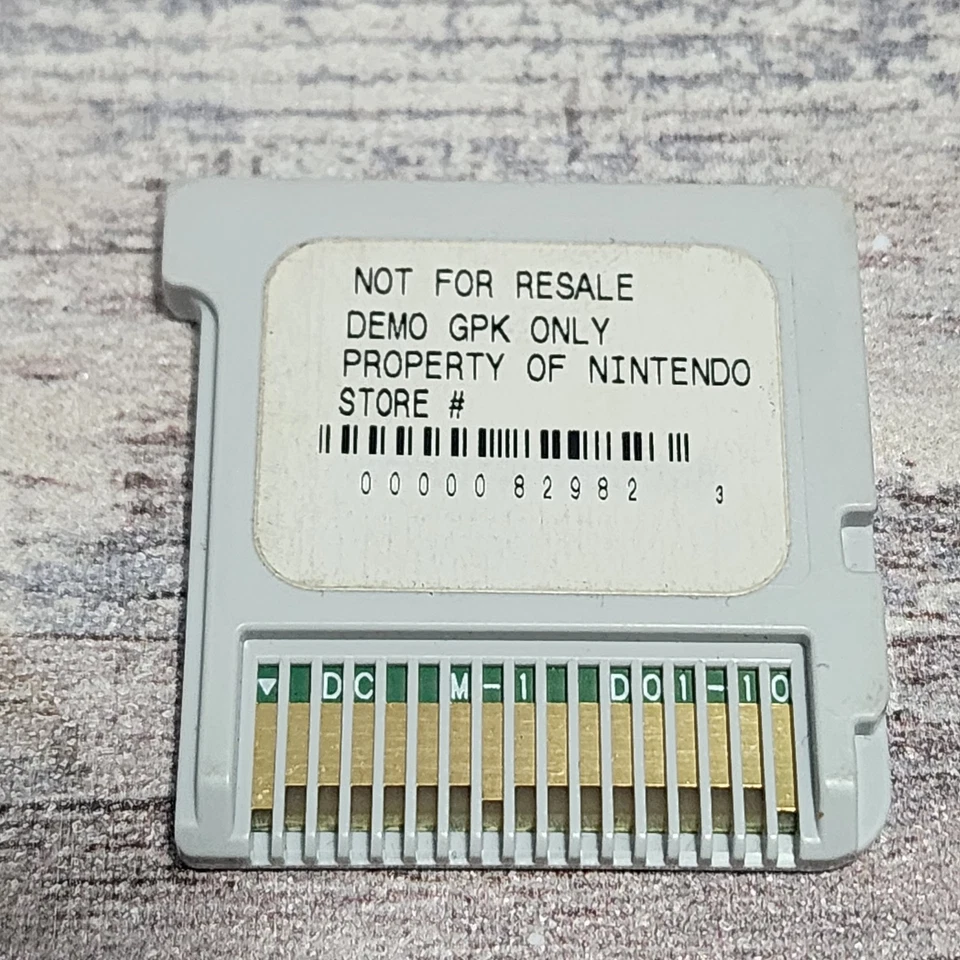 NOT FOR RESALE
DEMO GPK ONLY
PROPERTY OF NINTENDO
STORE #
00000 82982 3
DC M-1 D01-10